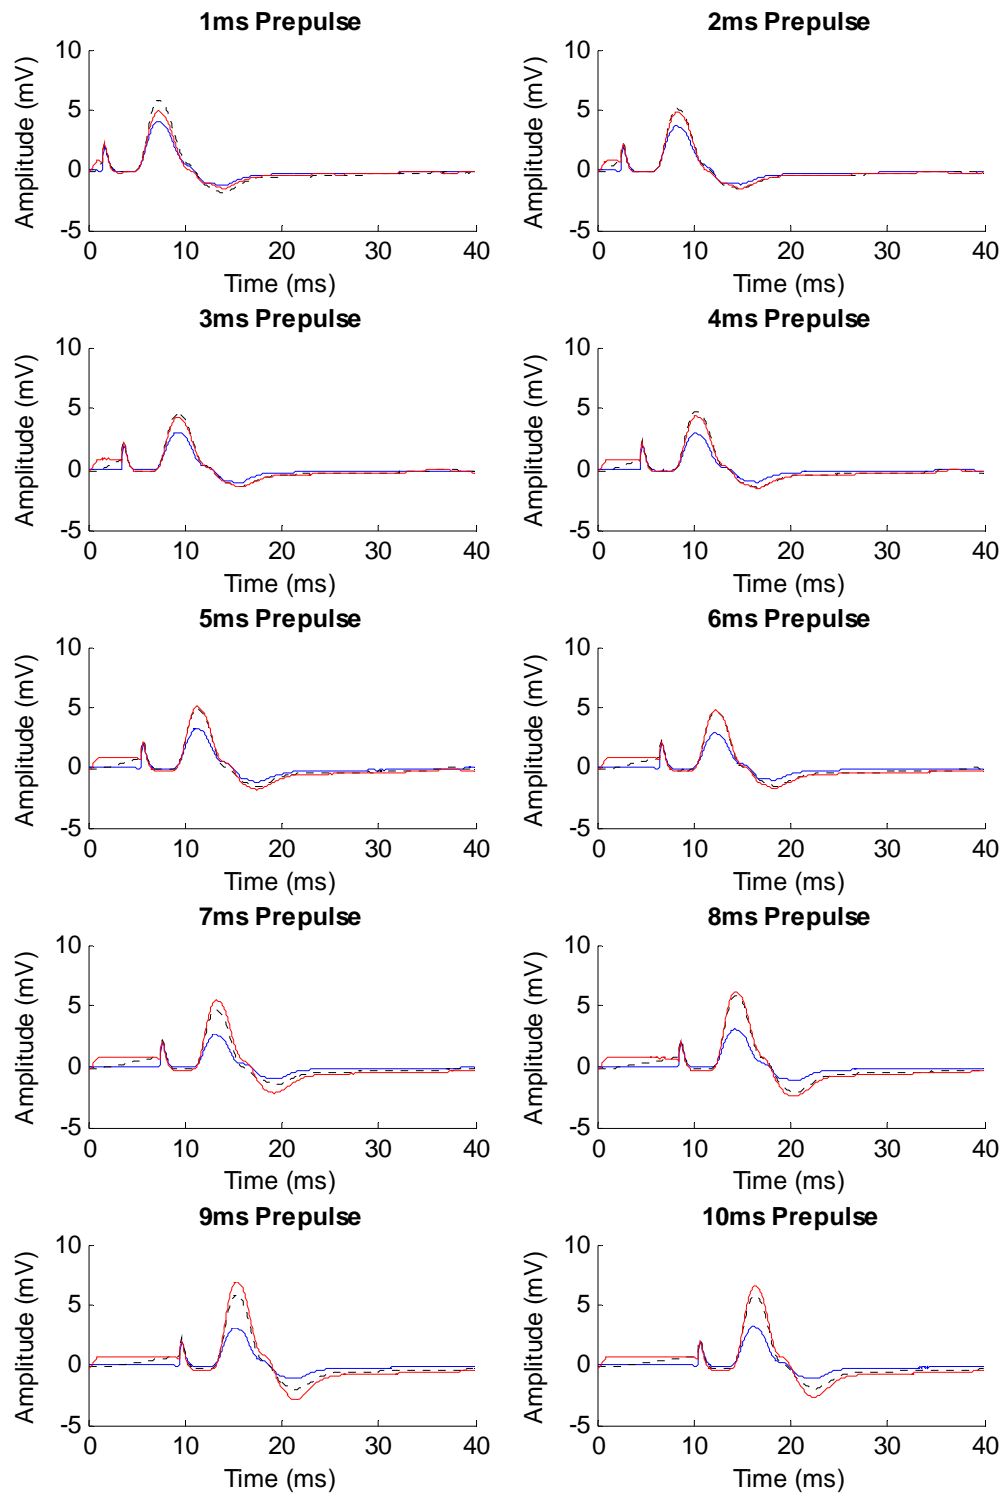 1ms Prepulse
2ms Prepulse
10
5
0
-5
Amplitude (mV)
0 10 20 30 40
Time (ms)
10
5
0
-5
Amplitude (mV)
0 10 20 30 40
Time (ms)
3ms Prepulse
4ms Prepulse
10
5
0
-5
Amplitude (mV)
0 10 20 30 40
Time (ms)
10
5
0
-5
Amplitude (mV)
0 10 20 30 40
Time (ms)
5ms Prepulse
6ms Prepulse
10
5
0
-5
Amplitude (mV)
0 10 20 30 40
Time (ms)
10
5
0
-5
Amplitude (mV)
0 10 20 30 40
Time (ms)
7ms Prepulse
8ms Prepulse
10
5
0
-5
Amplitude (mV)
0 10 20 30 40
Time (ms)
10
5
0
-5
Amplitude (mV)
0 10 20 30 40
Time (ms)
9ms Prepulse
10ms Prepulse
10
5
0
-5
Amplitude (mV)
0 10 20 30 40
Time (ms)
10
5
0
-5
Amplitude (mV)
0 10 20 30 40
Time (ms)